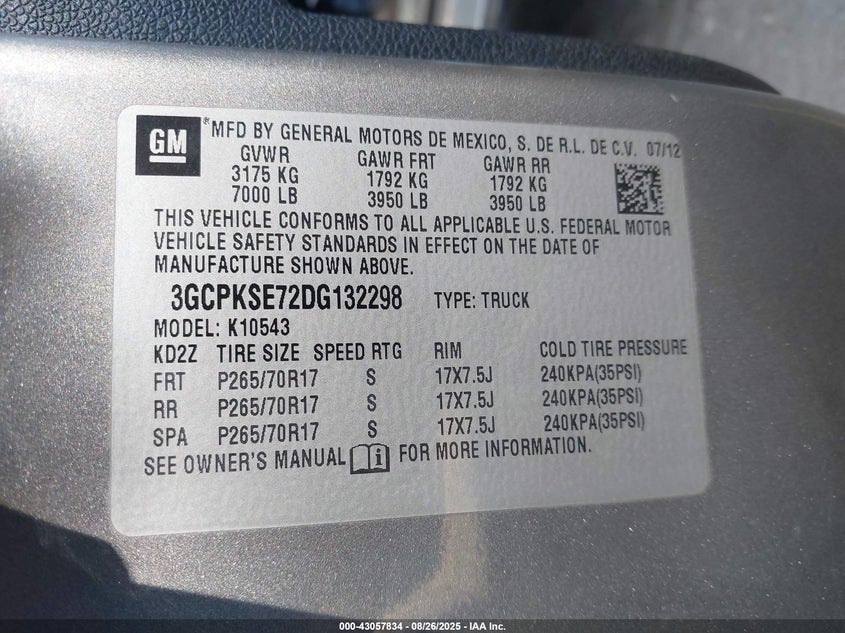 GM
® MFD BY GENERAL MOTORS DE MEXICO, S. DE R.L. DE C.V. 07/12
GVWR GAWR FRT GAWR RR
3175 KG 1792 KG 1792 KG
7000 LB 3950 LB 3950 LB
THIS VEHICLE CONFORMS TO ALL APPLICABLE U.S. FEDERAL MOTOR
VEHICLE SAFETY STANDARDS IN EFFECT ON THE DATE OF
MANUFACTURE SHOWN ABOVE.
3GCPKSE72DG132298 TYPE: TRUCK
MODEL: K10543
KD2Z TIRE SIZE SPEED RTG RIM COLD TIRE PRESSURE
FRT P265/70R17 S 17X7.5J 240KPA(35PSI)
RR P265/70R17 S 17X7.5J 240KPA(35PSI)
SPA P265/70R17 S 17X7.5J 240KPA(35PSI)
SEE OWNER'S MANUAL i FOR MORE INFORMATION.
000-43057834 - 08/26/2025 - IAA Inc.